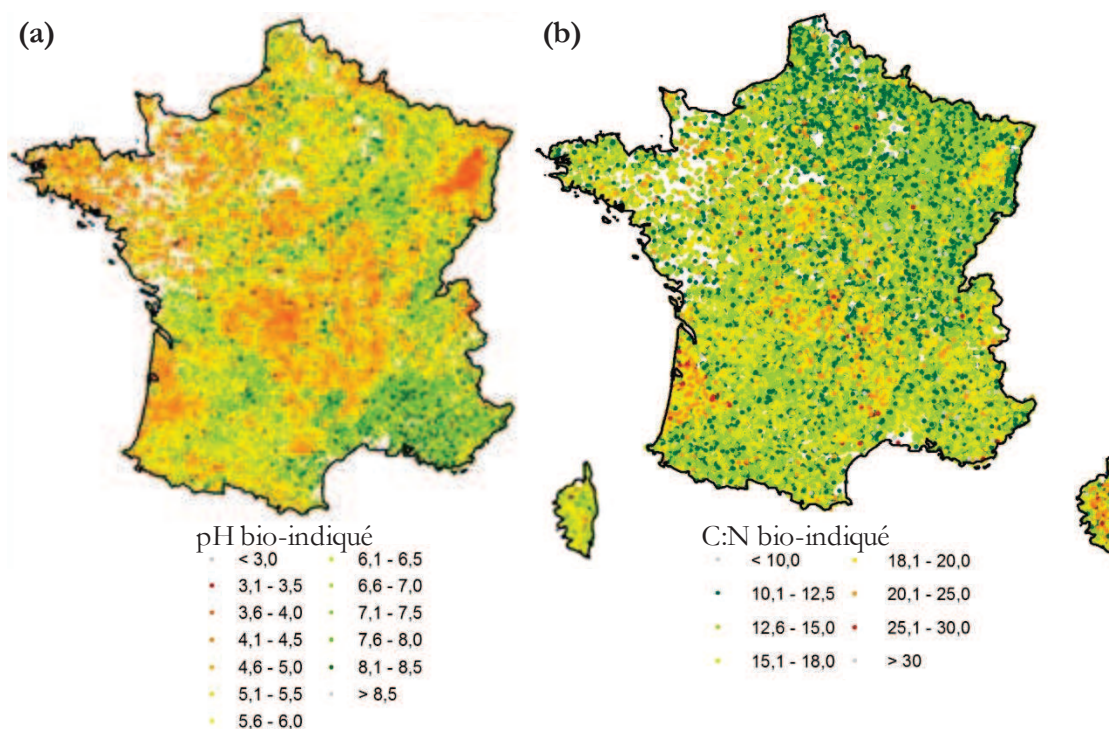 (a)
(b)
pH bio-indiqué
< 3,0
3,1 - 3,5
3,6 - 4,0
4,1 - 4,5
4,6 - 5,0
5,1 - 5,5
5,6 - 6,0
6,1 - 6,5
6,6 - 7,0
7,1 - 7,5
7,6 - 8,0
8,1 - 8,5
> 8,5
C:N bio-indiqué
< 10,0
10,1 - 12,5
12,6 - 15,0
15,1 - 18,0
18,1 - 20,0
20,1 - 25,0
25,1 - 30,0
> 30